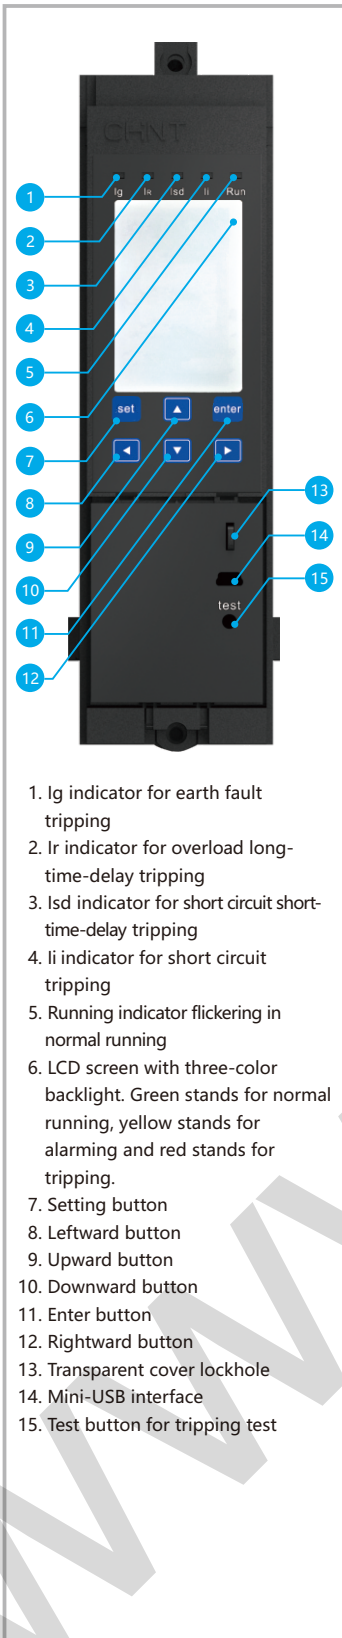 CHNT
Ig IR Isd Ii Run
1
2
3
4
5
6
set
enter
7
8
9
10
11
12
13
14
15
test
1. Ig indicator for earth fault
tripping
2. Ir indicator for overload long-
time-delay tripping
3. Isd indicator for short circuit short-
time-delay tripping
4. Ii indicator for short circuit
tripping
5. Running indicator flickering in
normal running
6. LCD screen with three-color
backlight. Green stands for normal
running, yellow stands for
alarming and red stands for
tripping.
7. Setting button
8. Leftward button
9. Upward button
10. Downward button
11. Enter button
12. Rightward button
13. Transparent cover lockhole
14. Mini-USB interface
15. Test button for tripping test